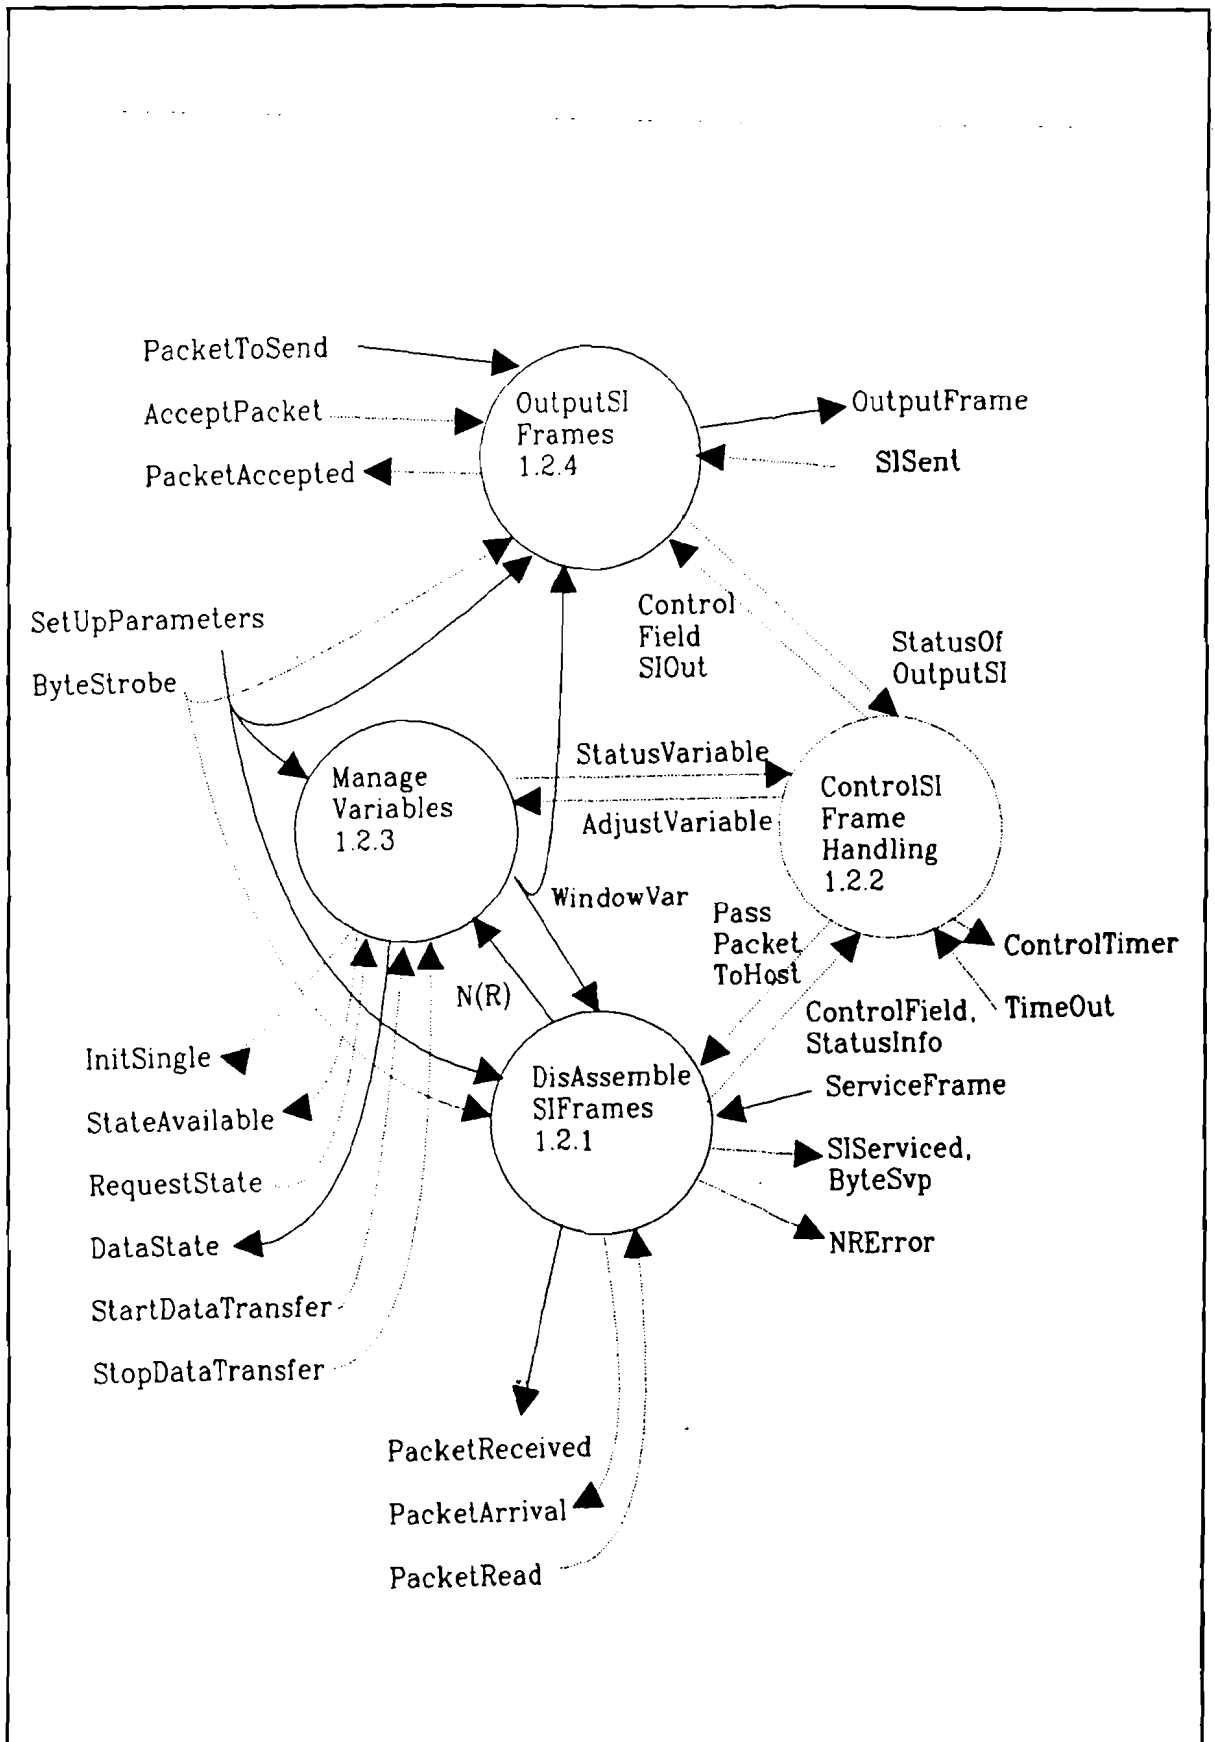 PacketToSend
AcceptPacket
PacketAccepted
OutputSI
Frames
1.2.4
OutputFrame
SISent
SetUpParameters
ByteStrobe
Control
Field
SIOut
StatusOf
OutputSI
Manage
Variables
1.2.3
StatusVariable
AdjustVariable
ControlSI
Frame
Handling
1.2.2
WindowVar
Pass
Packet
ToHost
ControlTimer
TimeOut
N(R)
ControlField,
StatusInfo
InitSingle
StateAvailable
RequestState
DataState
StartDataTransfer
StopDataTransfer
DisAssemble
SIFrames
1.2.1
ServiceFrame
SIServiced,
ByteSvp
NRError
PacketReceived
PacketArrival
PacketRead